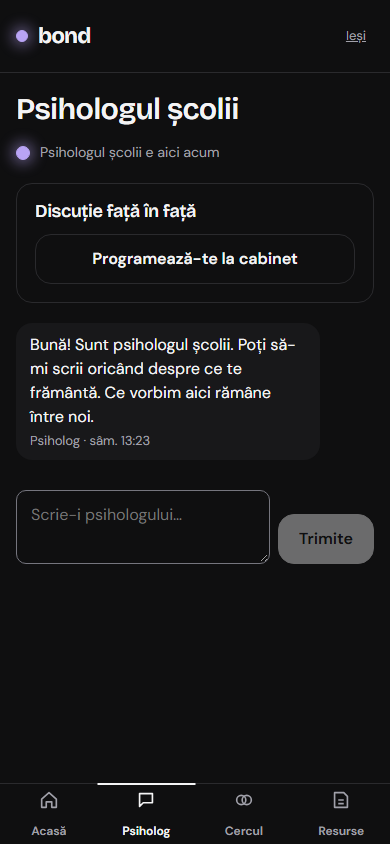 bond
Ieși
Psihologul școlii
Psihologul școlii e aici acum
Discuție față în față
Programează-te la cabinet
Bună! Sunt psihologul școlii. Poți să-
mi scrii oricând despre ce te
frământă. Ce vorbim aici rămâne
între noi.
Psiholog · sâm. 13:23
Scrie-i psihologului...
Trimite
Acasă
Psiholog
Cercul
Resurse